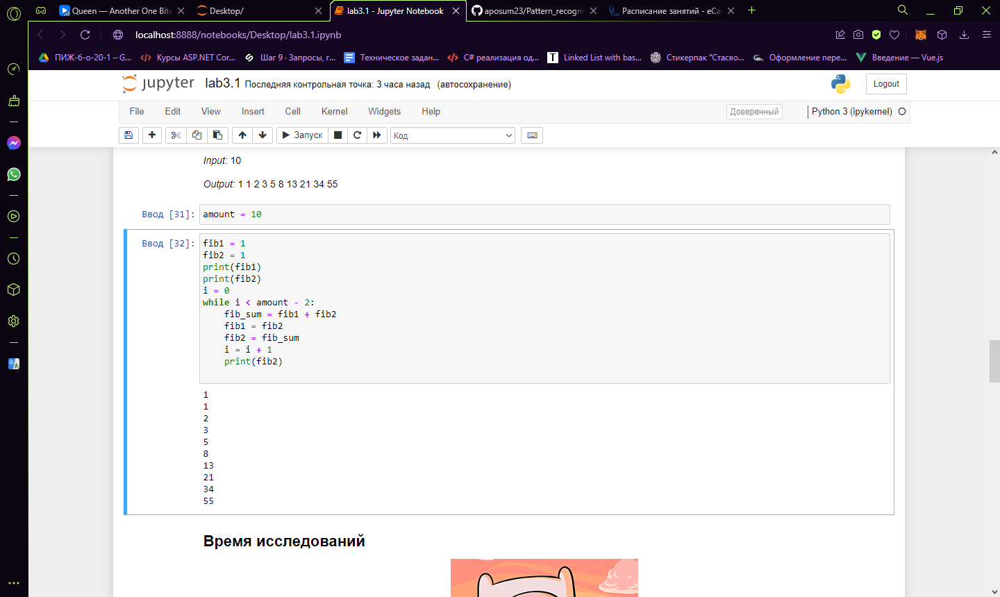 Queen — Another One Bite
Desktop/
lab3.1 - Jupyter Notebook
aposum23/Pattern_recogni
Расписание занятий - eCa
localhost:8888/notebooks/Desktop/lab3.1.ipynb
ПИЖ-6-о-20-1 – G...
Курсы ASP.NET Cor...
Шаг 9 · Запросы, г...
Техническое задан...
C# реализация од...
T
Linked List with bas...
Стикерпак "Стасяо...
Оформление пере...
Введение — Vue.js
jupyter
lab3.1 Последняя контрольная точка: 3 часа назад (автосохранение)
Logout
File
Edit
View
Insert
Cell
Kernel
Widgets
Help
Доверенный
Python 3 (ipykernel)
Запуск
Код
Input: 10
Output: 1 1 2 3 5 8 13 21 34 55
Ввод [31]:
amount = 10
Ввод [32]:
fib1 = 1
fib2 = 1
print(fib1)
print(fib2)
i = 0
while i < amount - 2:
    fib_sum = fib1 + fib2
    fib1 = fib2
    fib2 = fib_sum
    i = i + 1
    print(fib2)
1
1
2
3
5
8
13
21
34
55
Время исследований